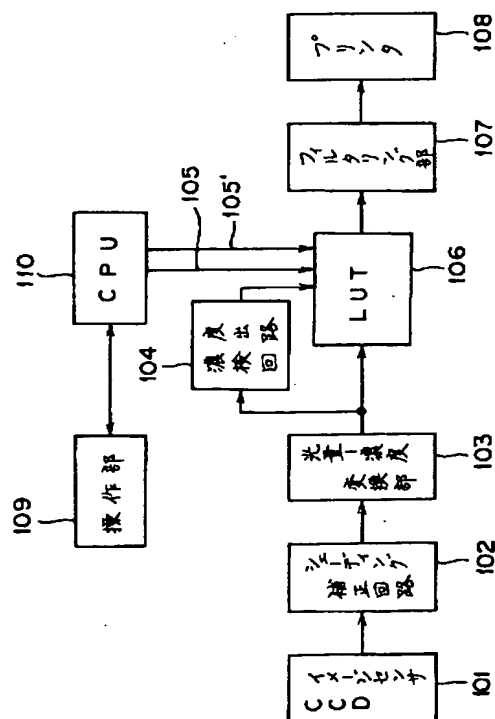 イメージセンサ
CCD
101
シェーディング
補正回路
102
光量－濃度
変換部
103
濃度
検出
回路
104
105
105'
LUT
106
フィルタリング部
107
プリンタ
108
操作部
109
CPU
110